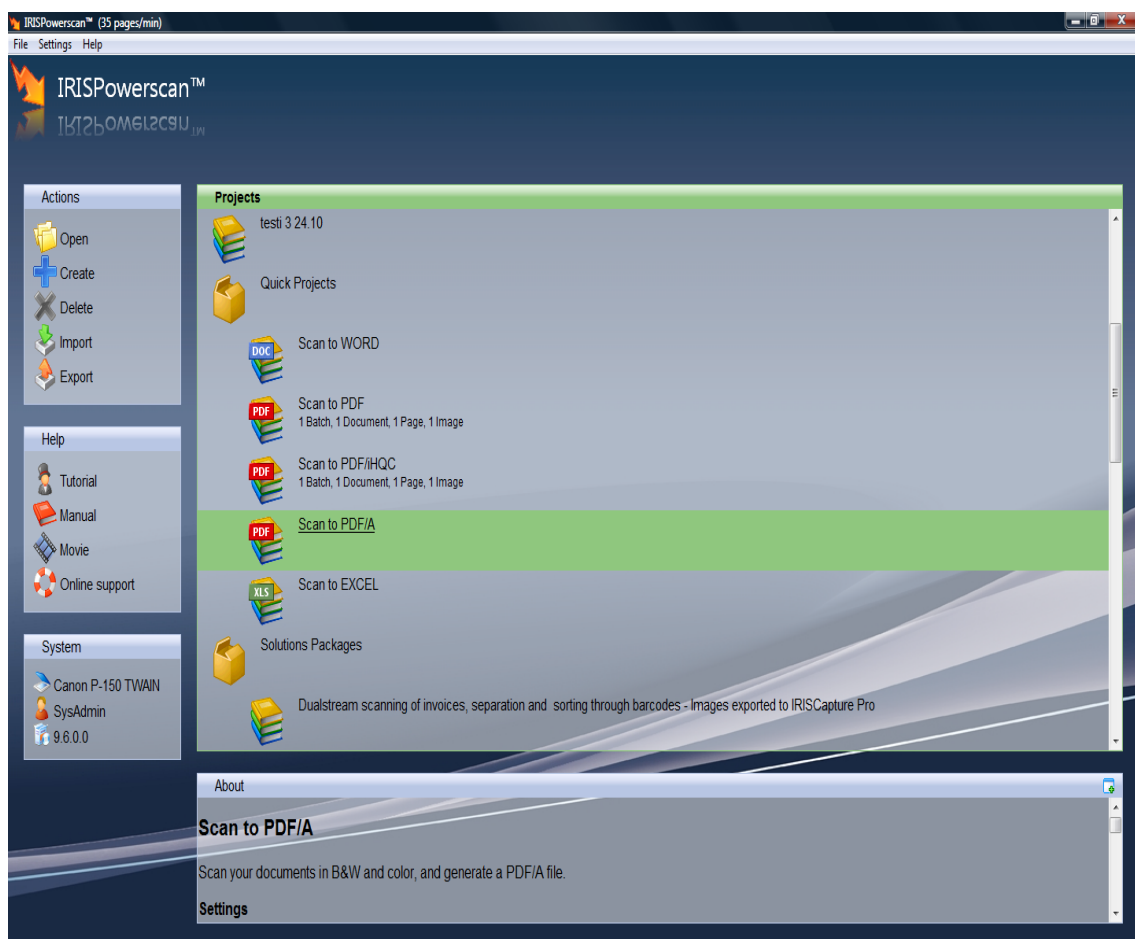 IRISPowerscan™ (35 pages/min)
File Settings Help
IRISPowerscan™
Actions
Open
Create
Delete
Import
Export
Help
Tutorial
Manual
Movie
Online support
System
Canon P-150 TWAIN
SysAdmin
9.6.0.0
Projects
testi 3 24.10
Quick Projects
DOC
Scan to WORD
PDF
Scan to PDF
1 Batch, 1 Document, 1 Page, 1 Image
PDF
Scan to PDF/iHQC
1 Batch, 1 Document, 1 Page, 1 Image
PDF
Scan to PDF/A
XLS
Scan to EXCEL
Solutions Packages
Dualstream scanning of invoices, separation and sorting through barcodes - Images exported to IRISCapture Pro
About
Scan to PDF/A
Scan your documents in B&W and color, and generate a PDF/A file.
Settings